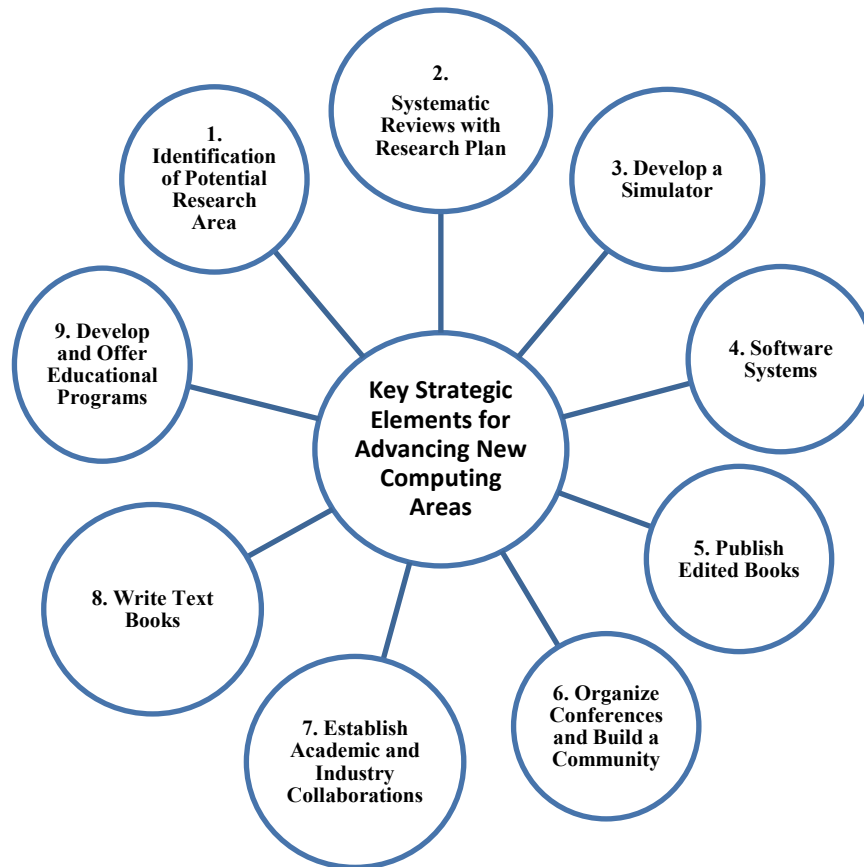 1.
Identification
of Potential
Research
Area
2.
Systematic
Reviews with
Research Plan
3. Develop a
Simulator
4. Software
Systems
5. Publish
Edited Books
6. Organize
Conferences
and Build a
Community
7. Establish
Academic and
Industry
Collaborations
8. Write Text
Books
9. Develop
and Offer
Educational
Programs
Key Strategic
Elements for
Advancing New
Computing
Areas